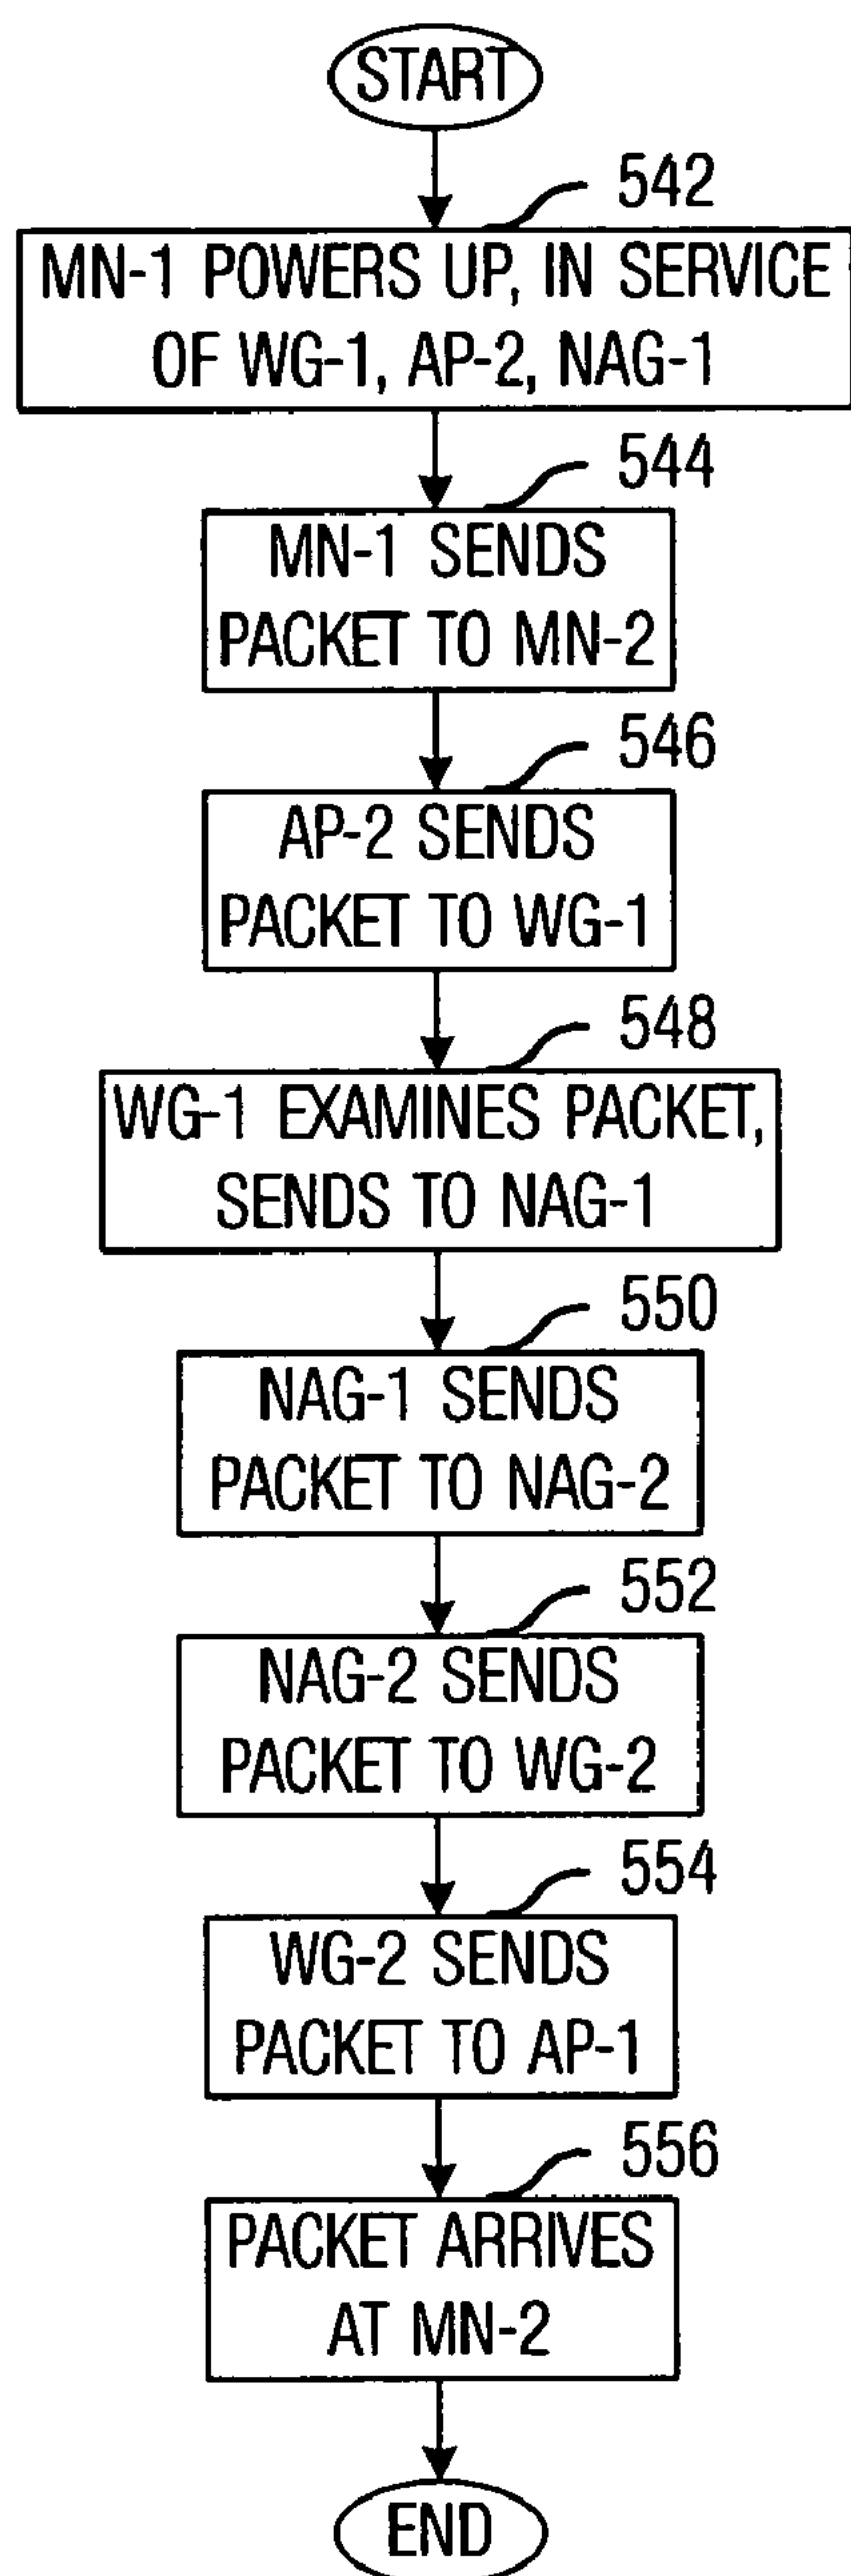 START
542
MN-1 POWERS UP, IN SERVICE
OF WG-1, AP-2, NAG-1
544
MN-1 SENDS
PACKET TO MN-2
546
AP-2 SENDS
PACKET TO WG-1
548
WG-1 EXAMINES PACKET,
SENDS TO NAG-1
550
NAG-1 SENDS
PACKET TO NAG-2
552
NAG-2 SENDS
PACKET TO WG-2
554
WG-2 SENDS
PACKET TO AP-1
556
PACKET ARRIVES
AT MN-2
END